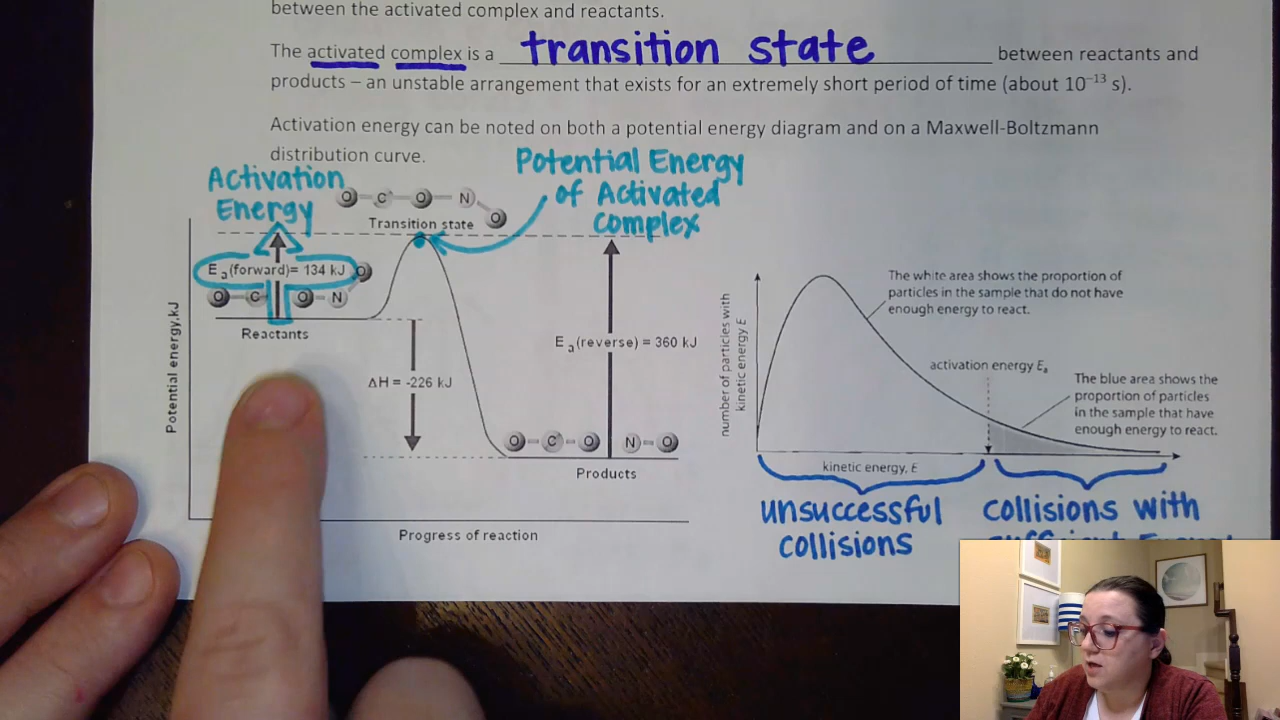 between the activated complex and reactants.
The activated complex is a transition state between reactants and
products – an unstable arrangement that exists for an extremely short period of time (about 10⁻¹³ s).
Activation energy can be noted on both a potential energy diagram and on a Maxwell-Boltzmann
distribution curve.
Activation
Energy
Potential Energy
of Activated
Complex
O C O N
O
Transition state
Ea(forward)= 134 kJ
O
O C O N
Reactants
Potential energy,kJ
ΔH = -226 kJ
Ea(reverse) = 360 kJ
O C O N O
Products
Progress of reaction
The white area shows the proportion of
particles in the sample that do not have
enough energy to react.
number of particles with
kinetic energy E
activation energy Ea
The blue area shows the
proportion of particles
in the sample that have
enough energy to react.
kinetic energy, E
unsuccessful
collisions
collisions with